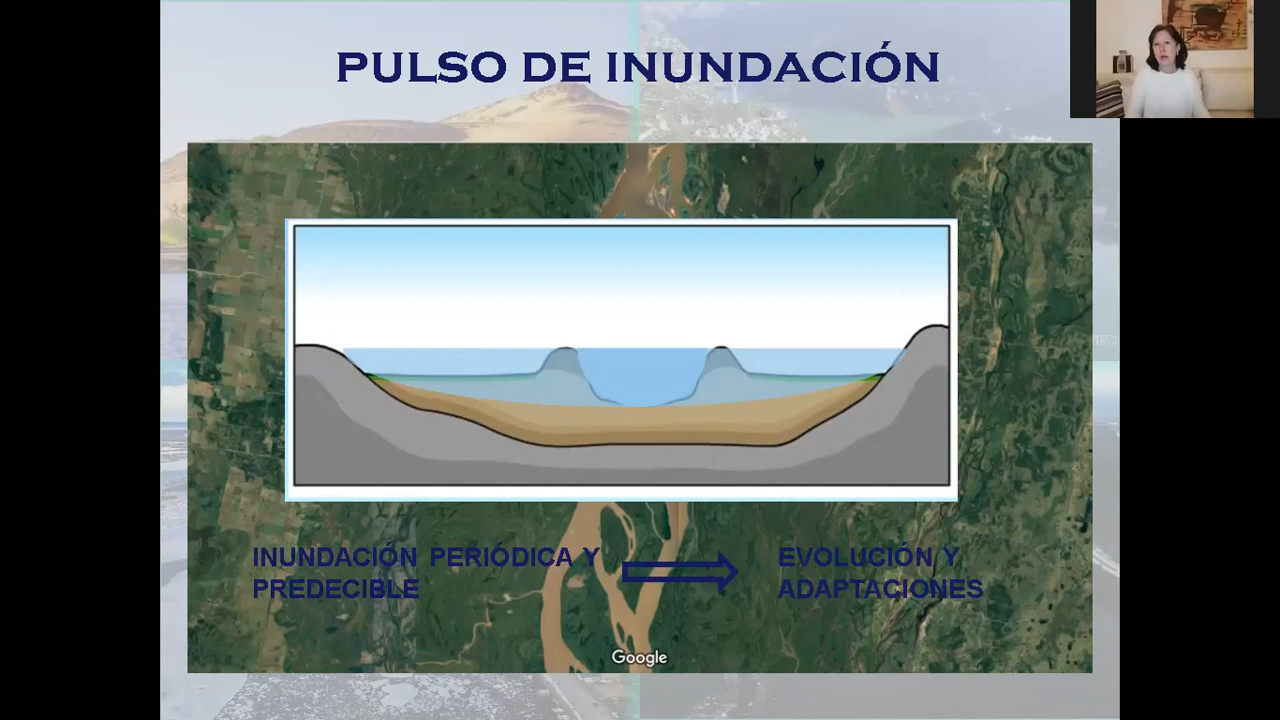 PULSO DE INUNDACIÓN
INUNDACIÓN PERIÓDICA Y
PREDECIBLE
EVOLUCIÓN Y
ADAPTACIONES
Google